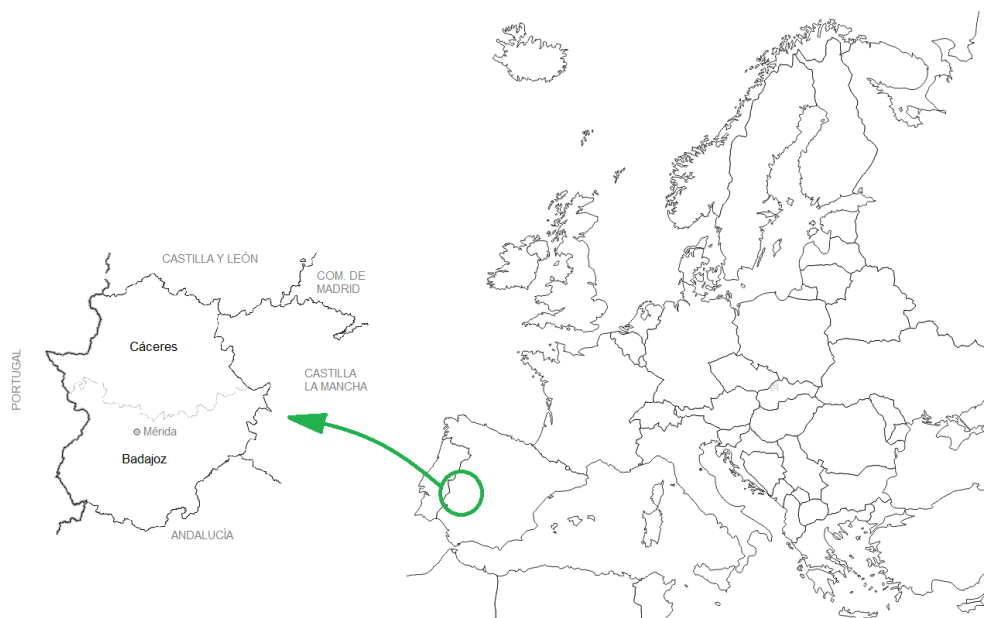 CASTILLA Y LEÓN
COM. DE
MADRID
Cáceres
PORTUGAL
CASTILLA
LA MANCHA
Mérida
Badajoz
ANDALUCÍA